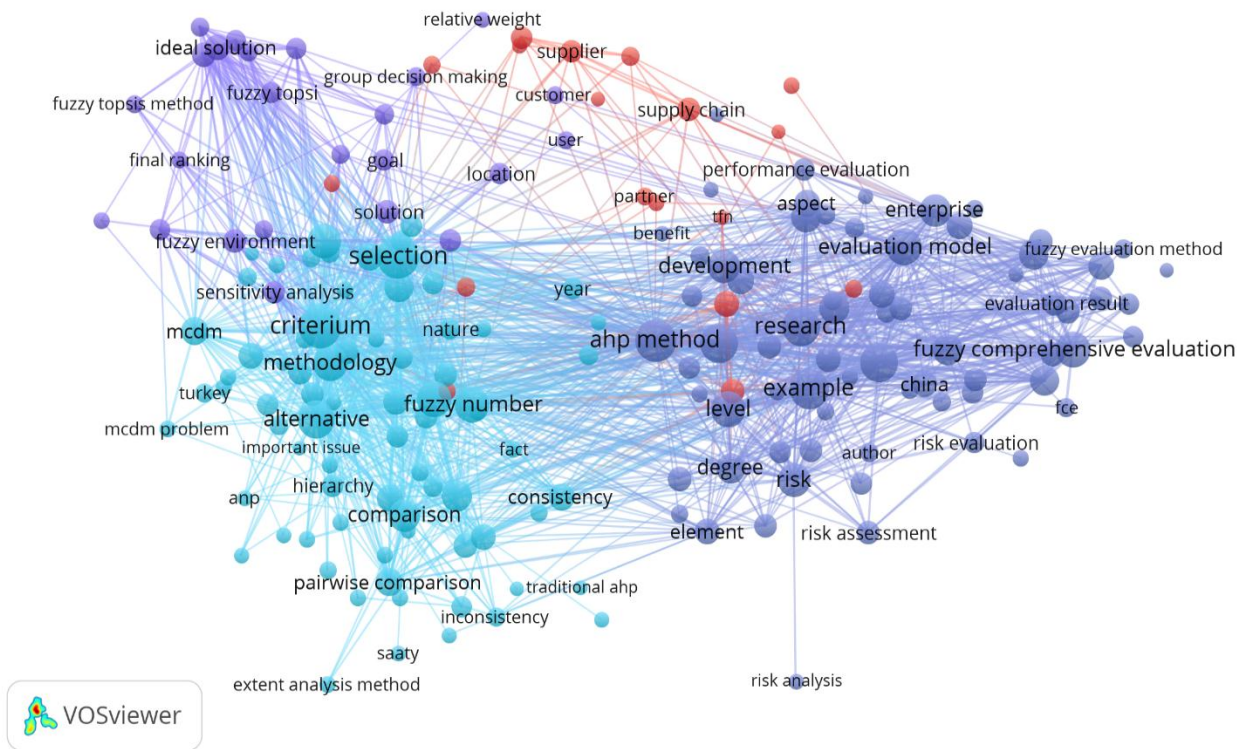 relative weight
ideal solution
supplier
group decision making
fuzzy topsi
customer
fuzzy topsis method
supply chain
user
final ranking
goal
location
performance evaluation
partner
aspect
enterprise
solution
tfn
benefit
fuzzy environment
selection
evaluation model
fuzzy evaluation method
development
sensitivity analysis
year
evaluation result
criterium
nature
mcdm
ahp method
research
fuzzy comprehensive evaluation
methodology
turkey
example
china
fuzzy number
level
fce
alternative
mcdm problem
important issue
fact
author
risk evaluation
degree
hierarchy
risk
anp
consistency
comparison
element
risk assessment
pairwise comparison
traditional ahp
inconsistency
saaty
extent analysis method
risk analysis
VOSviewer